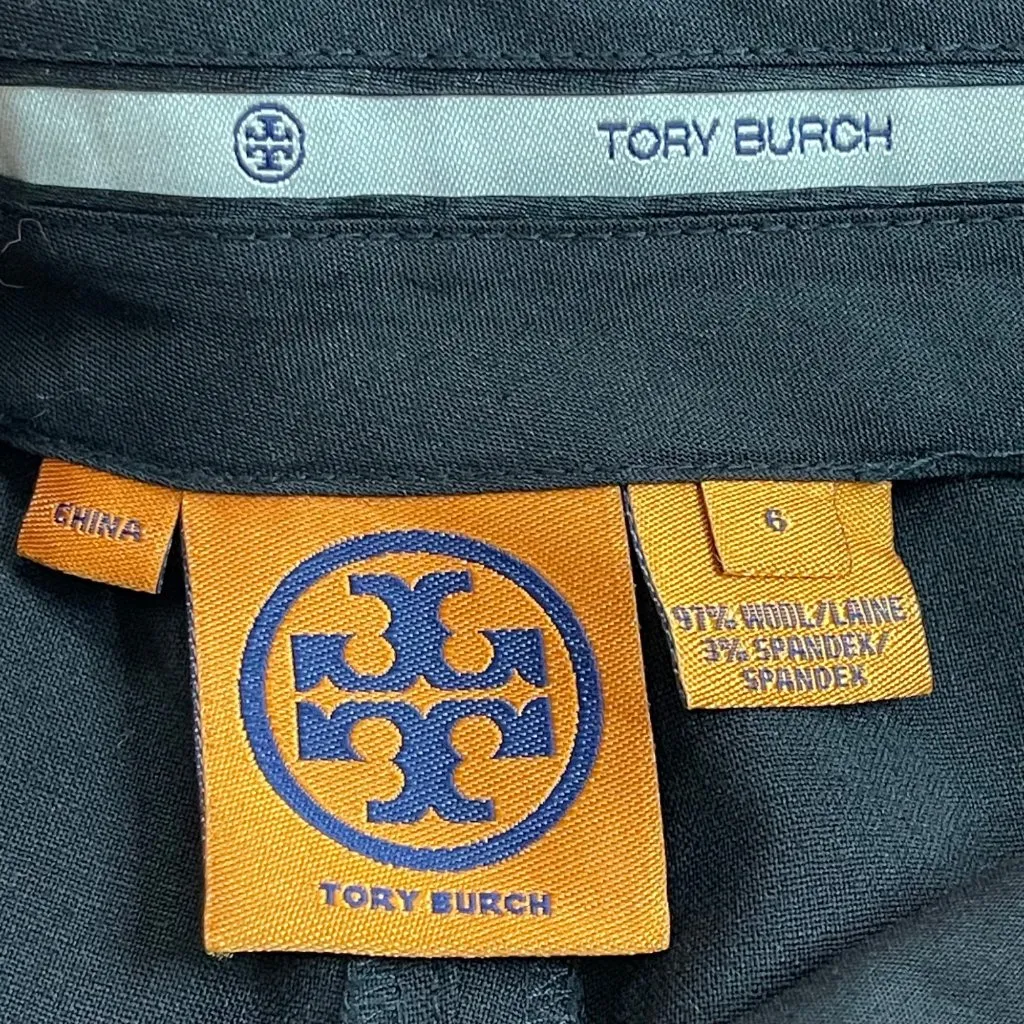 TORY BURCH
CHINA
TORY BURCH
6
97% WOOL/LAINE
3% SPANDEX/
SPANDEX